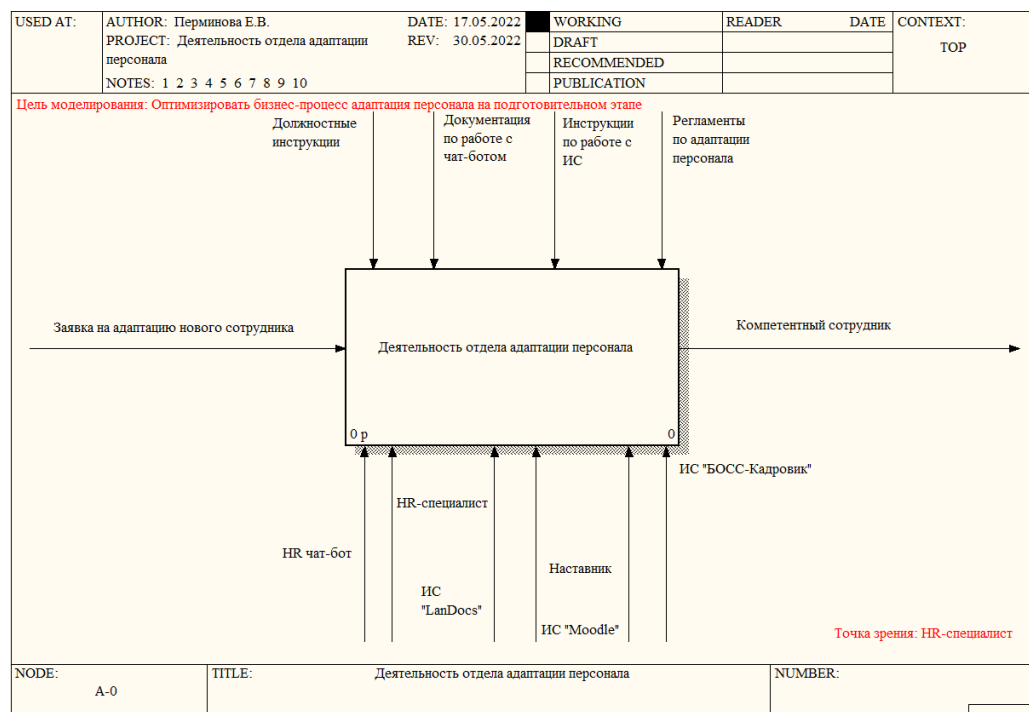 USED AT:
AUTHOR: Перминова Е.В.
DATE: 17.05.2022
PROJECT: Деятельность отдела адаптации
персонала
REV: 30.05.2022
NOTES: 1 2 3 4 5 6 7 8 9 10
WORKING
DRAFT
RECOMMENDED
PUBLICATION
READER
DATE
CONTEXT:
TOP
Цель моделирования: Оптимизировать бизнес-процесс адаптация персонала на подготовительном этапе
Должностные
инструкции
Документация
по работе с
чат-ботом
Инструкции
по работе с
ИС
Регламенты
по адаптации
персонала
Заявка на адаптацию нового сотрудника
Деятельность отдела адаптации персонала
0 р
0
Компетентный сотрудник
ИС "БОСС-Кадровик"
HR-специалист
HR чат-бот
Наставник
ИС
"LanDocs"
ИС "Moodle"
Точка зрения: HR-специалист
NODE:
A-0
TITLE:
Деятельность отдела адаптации персонала
NUMBER: